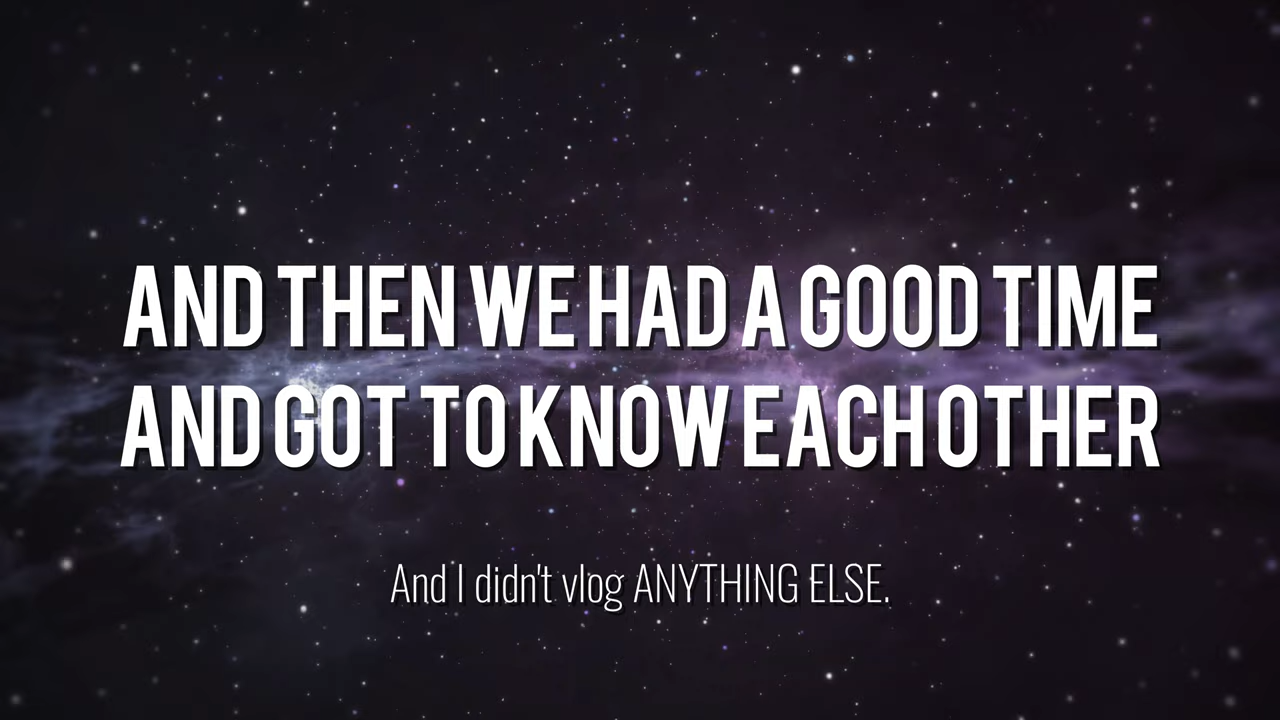 AND THEN WE HAD A GOOD TIME
AND GOT TO KNOW EACH OTHER
And I didn't vlog ANYTHING ELSE.